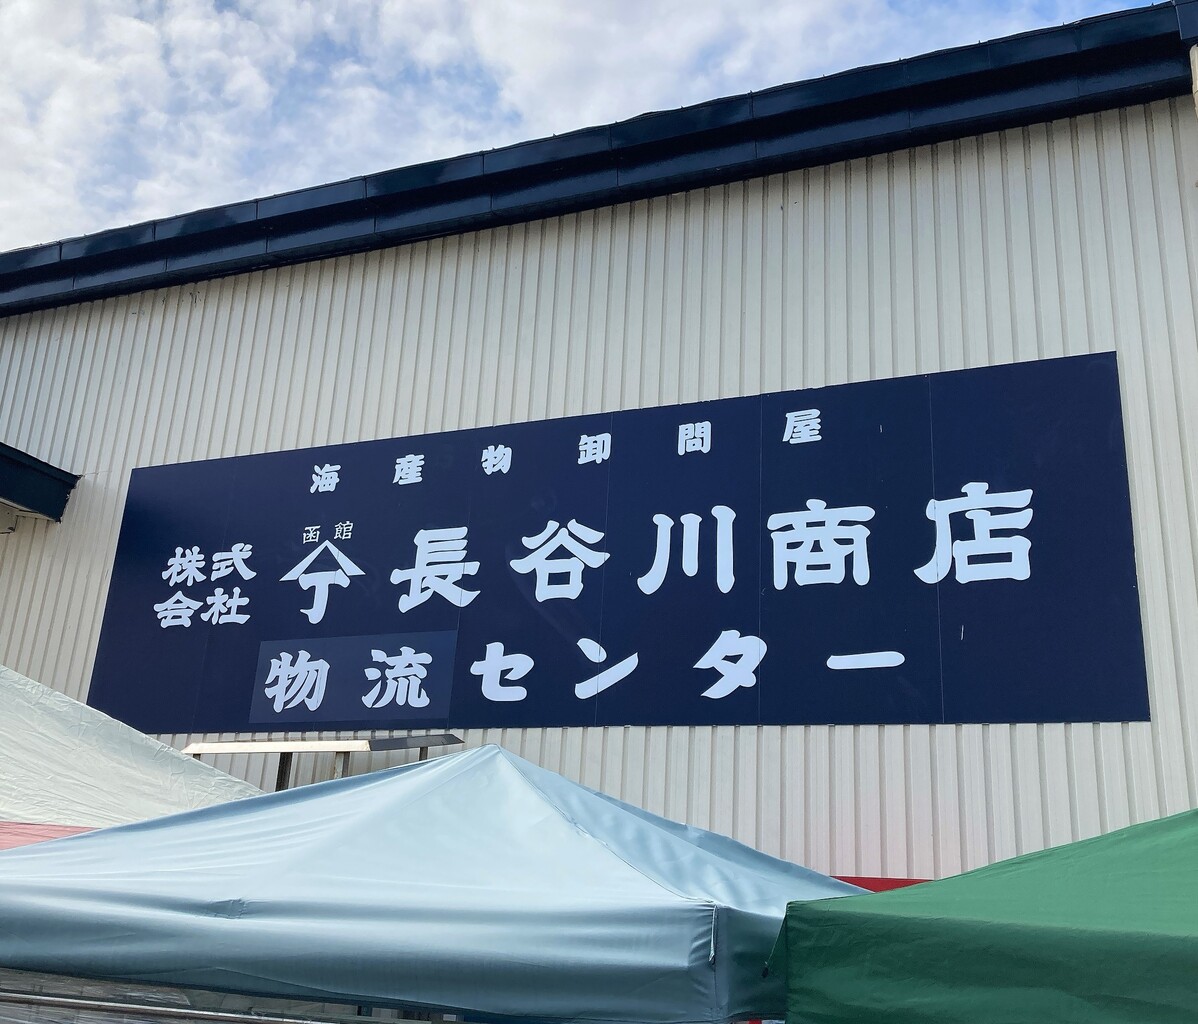 海産物卸問屋
函館
株式会社 丁 長谷川商店
物流センター